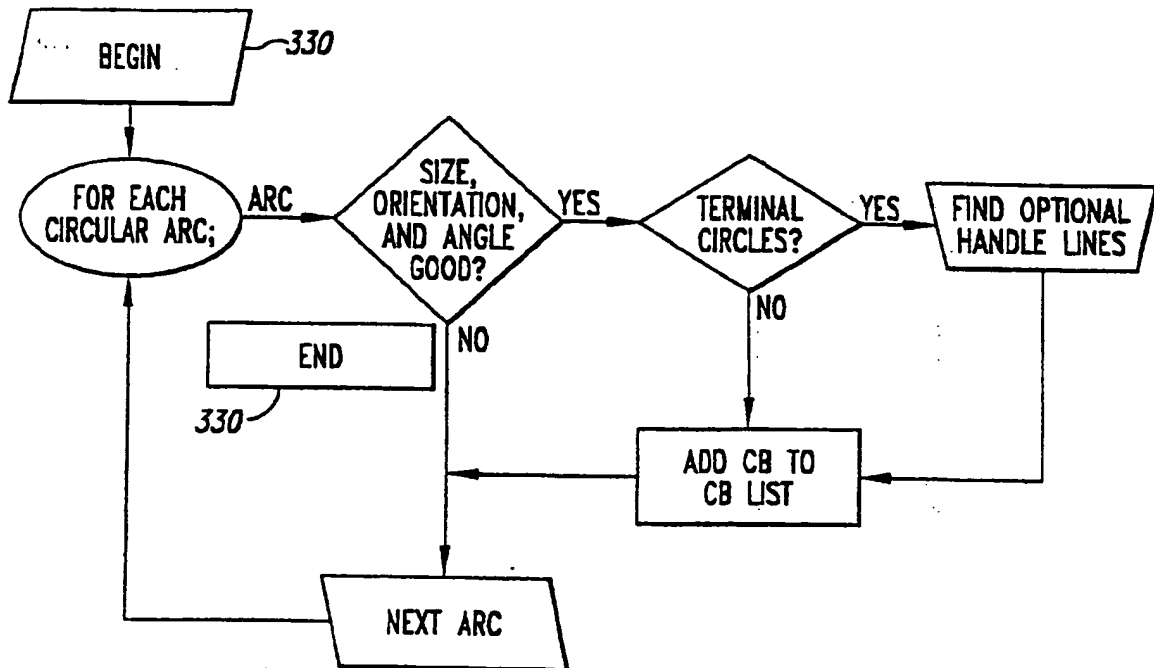 BEGIN
330
FOR EACH
CIRCULAR ARC;
ARC
SIZE,
ORIENTATION,
AND ANGLE
GOOD?
YES
TERMINAL
CIRCLES?
YES
FIND OPTIONAL
HANDLE LINES
NO
NO
END
330
ADD CB TO
CB LIST
NEXT ARC